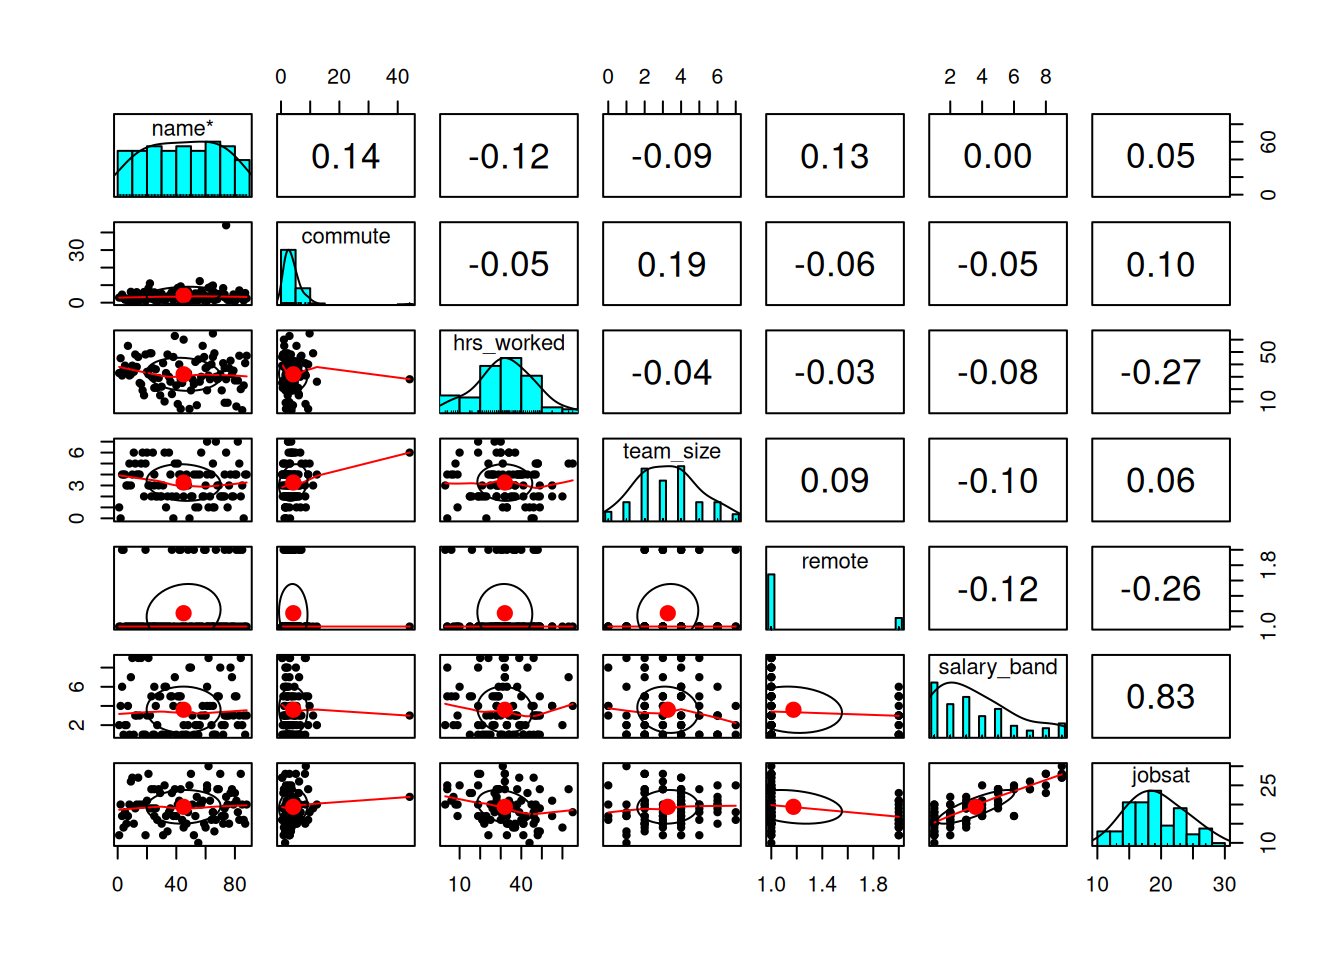 0 20 40 0 2 4 6 2 4 6 8
name* 0.14 -0.12 -0.09 0.13 0.00 0.05 0 60
0 30 commute -0.05 0.19 -0.06 -0.05 0.10
hrs_worked -0.04 -0.03 -0.08 -0.27 10 50
0 3 6 team_size 0.09 -0.10 0.06
remote -0.12 -0.26 1.0 1.8
2 6 salary_band 0.83
jobsat 10 25
0 40 80 10 40 1.0 1.4 1.8 10 20 30